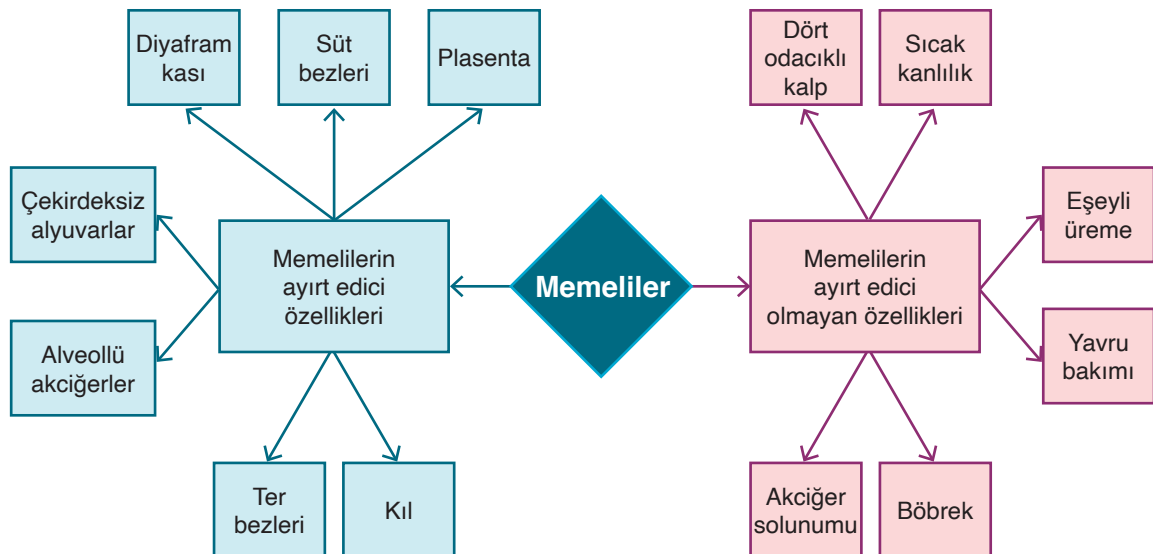 Diyafram
kası
Süt
bezleri
Plasenta
Dört
odacıklı
kalp
Sıcak
kanlılık
Çekirdeksiz
alyuvarlar
Alveollü
akciğerler
Memelilerin
ayırt edici
özellikleri
Memeliler
Memelilerin
ayırt edici
olmayan özellikleri
Eşeyli
üreme
Yavru
bakımı
Ter
bezleri
Kıl
Akciğer
solunumu
Böbrek